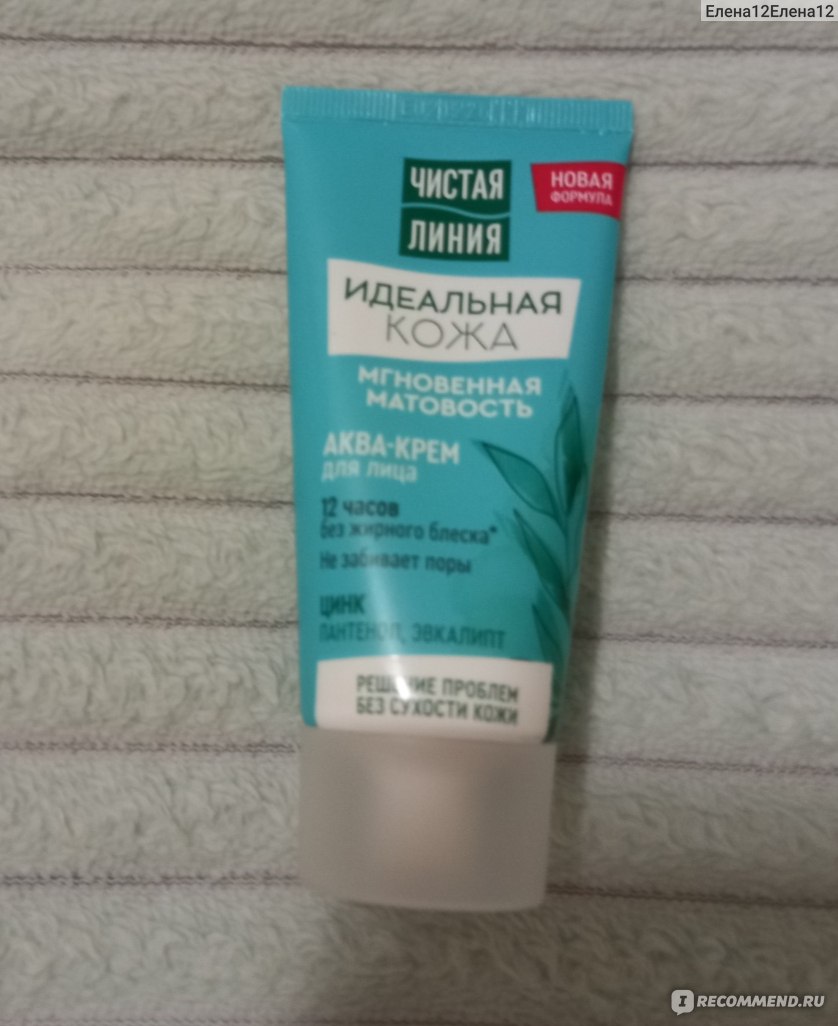 Елена12Елена12
ЧИСТАЯ
ЛИНИЯ
НОВАЯ
ФОРМУЛА
ИДЕАЛЬНАЯ
КОЖА
МГНОВЕННАЯ
МАТОВОСТЬ
АКВА-КРЕМ
для лица
12 часов
без жирного блеска*
Не забивает поры
ЦИНК
ПАНТЕНОЛ, ЭВКАЛИПТ
РЕШЕНИЕ ПРОБЛЕМ
БЕЗ СУХОСТИ КОЖИ
IRECOMMEND.RU